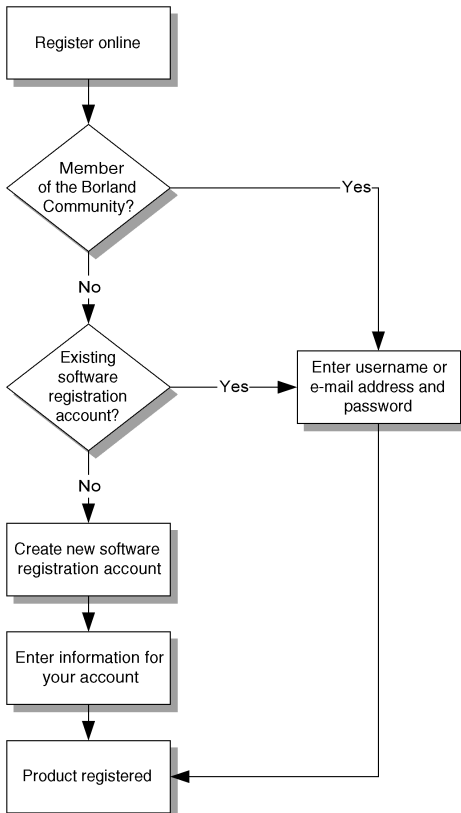 Register online
Member
of the Borland
Community?
Yes
No
Existing
software
registration
account?
Yes
Enter username or
e-mail address and
password
No
Create new software
registration account
Enter information for
your account
Product registered